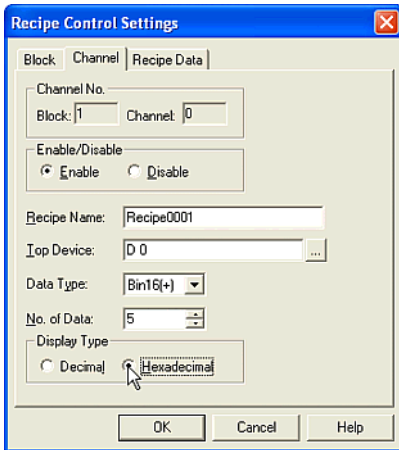 Recipe Control Settings
Block Channel Recipe Data
Channel No.
Block: 1 Channel: 0
Enable/Disable
Enable Disable
Recipe Name: Recipe0001
Top Device: D 0 ...
Data Type: Bin16(+)
No. of Data: 5
Display Type
Decimal Hexadecimal
OK Cancel Help